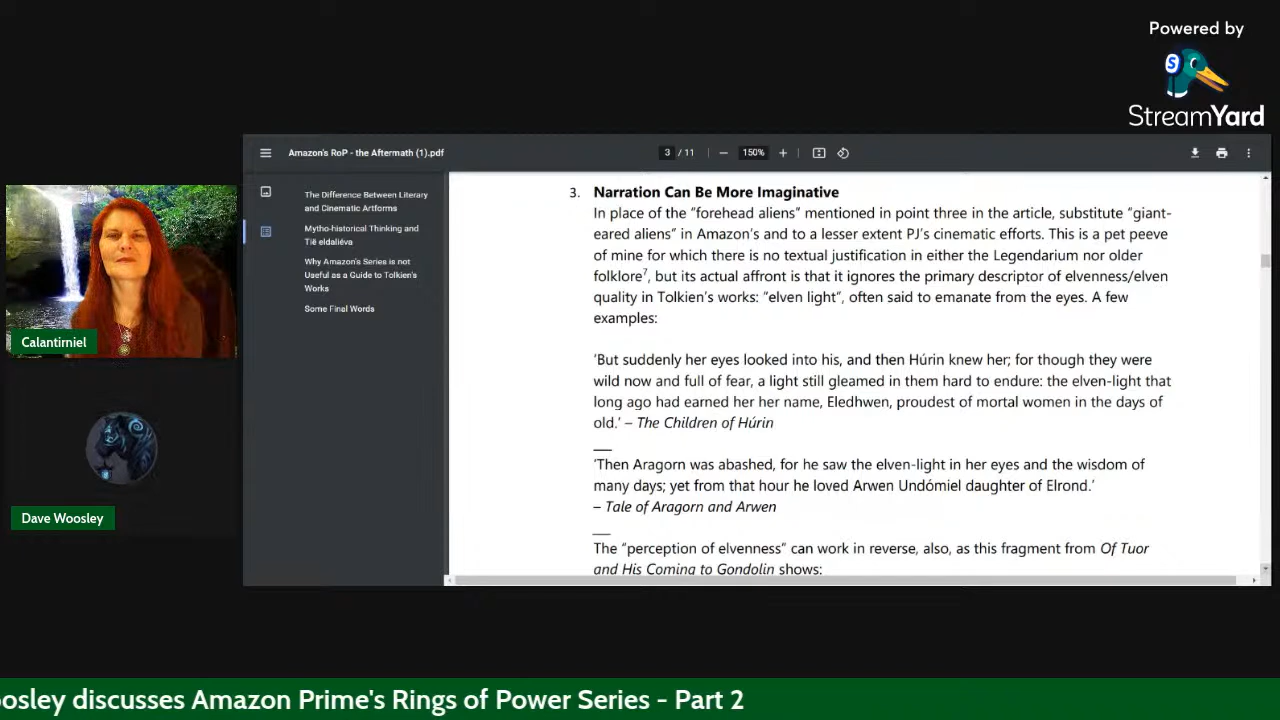 Powered by
StreamYard
Amazon's RoP - the Aftermath (1).pdf
3 / 11
150%
The Difference Between Literary
and Cinematic Artforms
Mytho-historical Thinking and
Tië eldaliéva
Why Amazon's Series is not
Useful as a Guide to Tolkien's
Works
Some Final Words
3. Narration Can Be More Imaginative
In place of the “forehead aliens” mentioned in point three in the article, substitute “giant-
eared aliens” in Amazon's and to a lesser extent PJ's cinematic efforts. This is a pet peeve
of mine for which there is no textual justification in either the Legendarium nor older
folklore7, but its actual affront is that it ignores the primary descriptor of elvenness/elven
quality in Tolkien's works: “elven light”, often said to emanate from the eyes. A few
examples:
‘But suddenly her eyes looked into his, and then Húrin knew her; for though they were
wild now and full of fear, a light still gleamed in them hard to endure: the elven-light that
long ago had earned her her name, Eledhwen, proudest of mortal women in the days of
old.’ – The Children of Húrin
‘Then Aragorn was abashed, for he saw the elven-light in her eyes and the wisdom of
many days; yet from that hour he loved Arwen Undómiel daughter of Elrond.’
– Tale of Aragorn and Arwen
The “perception of elvenness” can work in reverse, also, as this fragment from Of Tuor
and His Coming to Gondolin shows:
Calantirniel
Dave Woosley
oosley discusses Amazon Prime's Rings of Power Series - Part 2